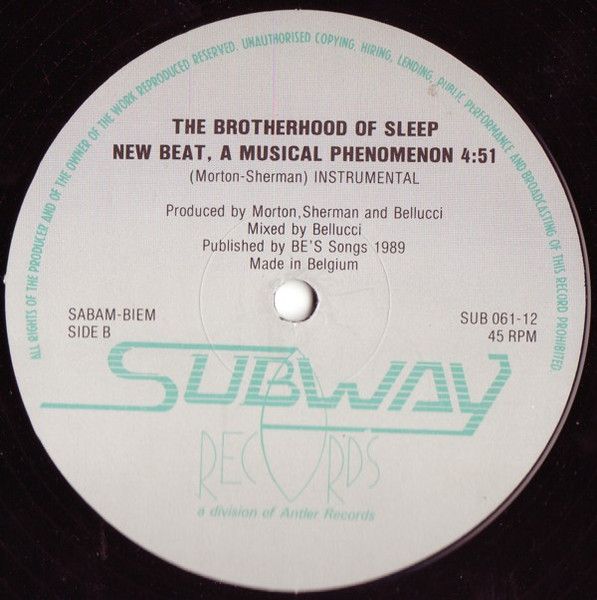 ALL RIGHTS OF THE PRODUCER AND OF THE OWNER OF THE WORK REPRODUCED RESERVED. UNAUTHORISED COPYING, HIRING, LENDING, PUBLIC PERFORMANCE AND BROADCASTING OF THIS RECORD PROHIBITED.
THE BROTHERHOOD OF SLEEP
NEW BEAT, A MUSICAL PHENOMENON 4:51
(Morton-Sherman) INSTRUMENTAL
Produced by Morton,Sherman and Bellucci
Mixed by Bellucci
Published by BE'S Songs 1989
Made in Belgium
SABAM-BIEM
SIDE B
SUB 061-12
45 RPM
SUBWAY
RECORDS
a division of Antler Records